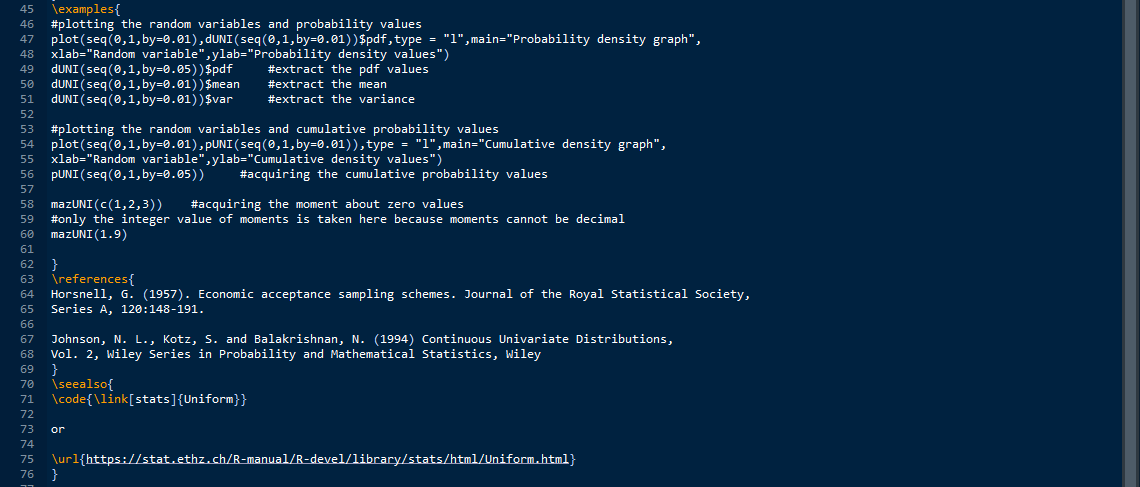 45 \examples{
46 #plotting the random variables and probability values
47 plot(seq(0,1,by=0.01),dUNI(seq(0,1,by=0.01))$pdf,type = "l",main="Probability density graph",
48 xlab="Random variable",ylab="Probability density values")
49 dUNI(seq(0,1,by=0.05))$pdf     #extract the pdf values
50 dUNI(seq(0,1,by=0.01))$mean    #extract the mean
51 dUNI(seq(0,1,by=0.01))$var     #extract the variance
52
53 #plotting the random variables and cumulative probability values
54 plot(seq(0,1,by=0.01),pUNI(seq(0,1,by=0.01)),type = "l",main="Cumulative density graph",
55 xlab="Random variable",ylab="Cumulative density values")
56 pUNI(seq(0,1,by=0.05))     #acquiring the cumulative probability values
57
58 mazUNI(c(1,2,3))    #acquiring the moment about zero values
59 #only the integer value of moments is taken here because moments cannot be decimal
60 mazUNI(1.9)
61
62 }
63 \references{
64 Horsnell, G. (1957). Economic acceptance sampling schemes. Journal of the Royal Statistical Society,
65 Series A, 120:148-191.
66
67 Johnson, N. L., Kotz, S. and Balakrishnan, N. (1994) Continuous Univariate Distributions,
68 Vol. 2, Wiley Series in Probability and Mathematical Statistics, Wiley
69 }
70 \seealso{
71 \code{\link[stats]{Uniform}}
72
73 or
74
75 \url{https://stat.ethz.ch/R-manual/R-devel/library/stats/html/Uniform.html}
76 }